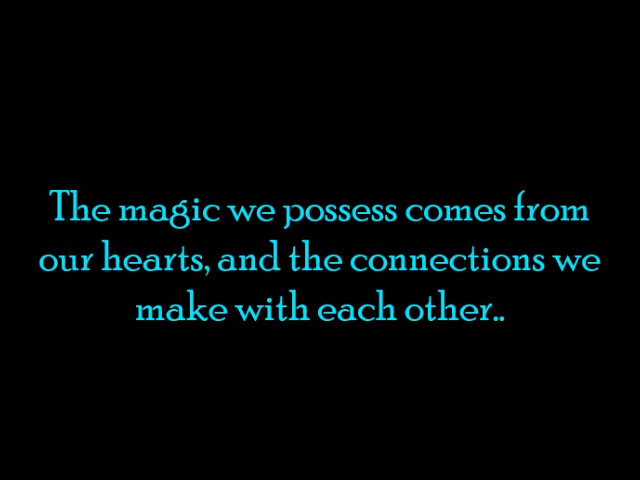 The magic we possess comes from
our hearts, and the connections we
make with each other..